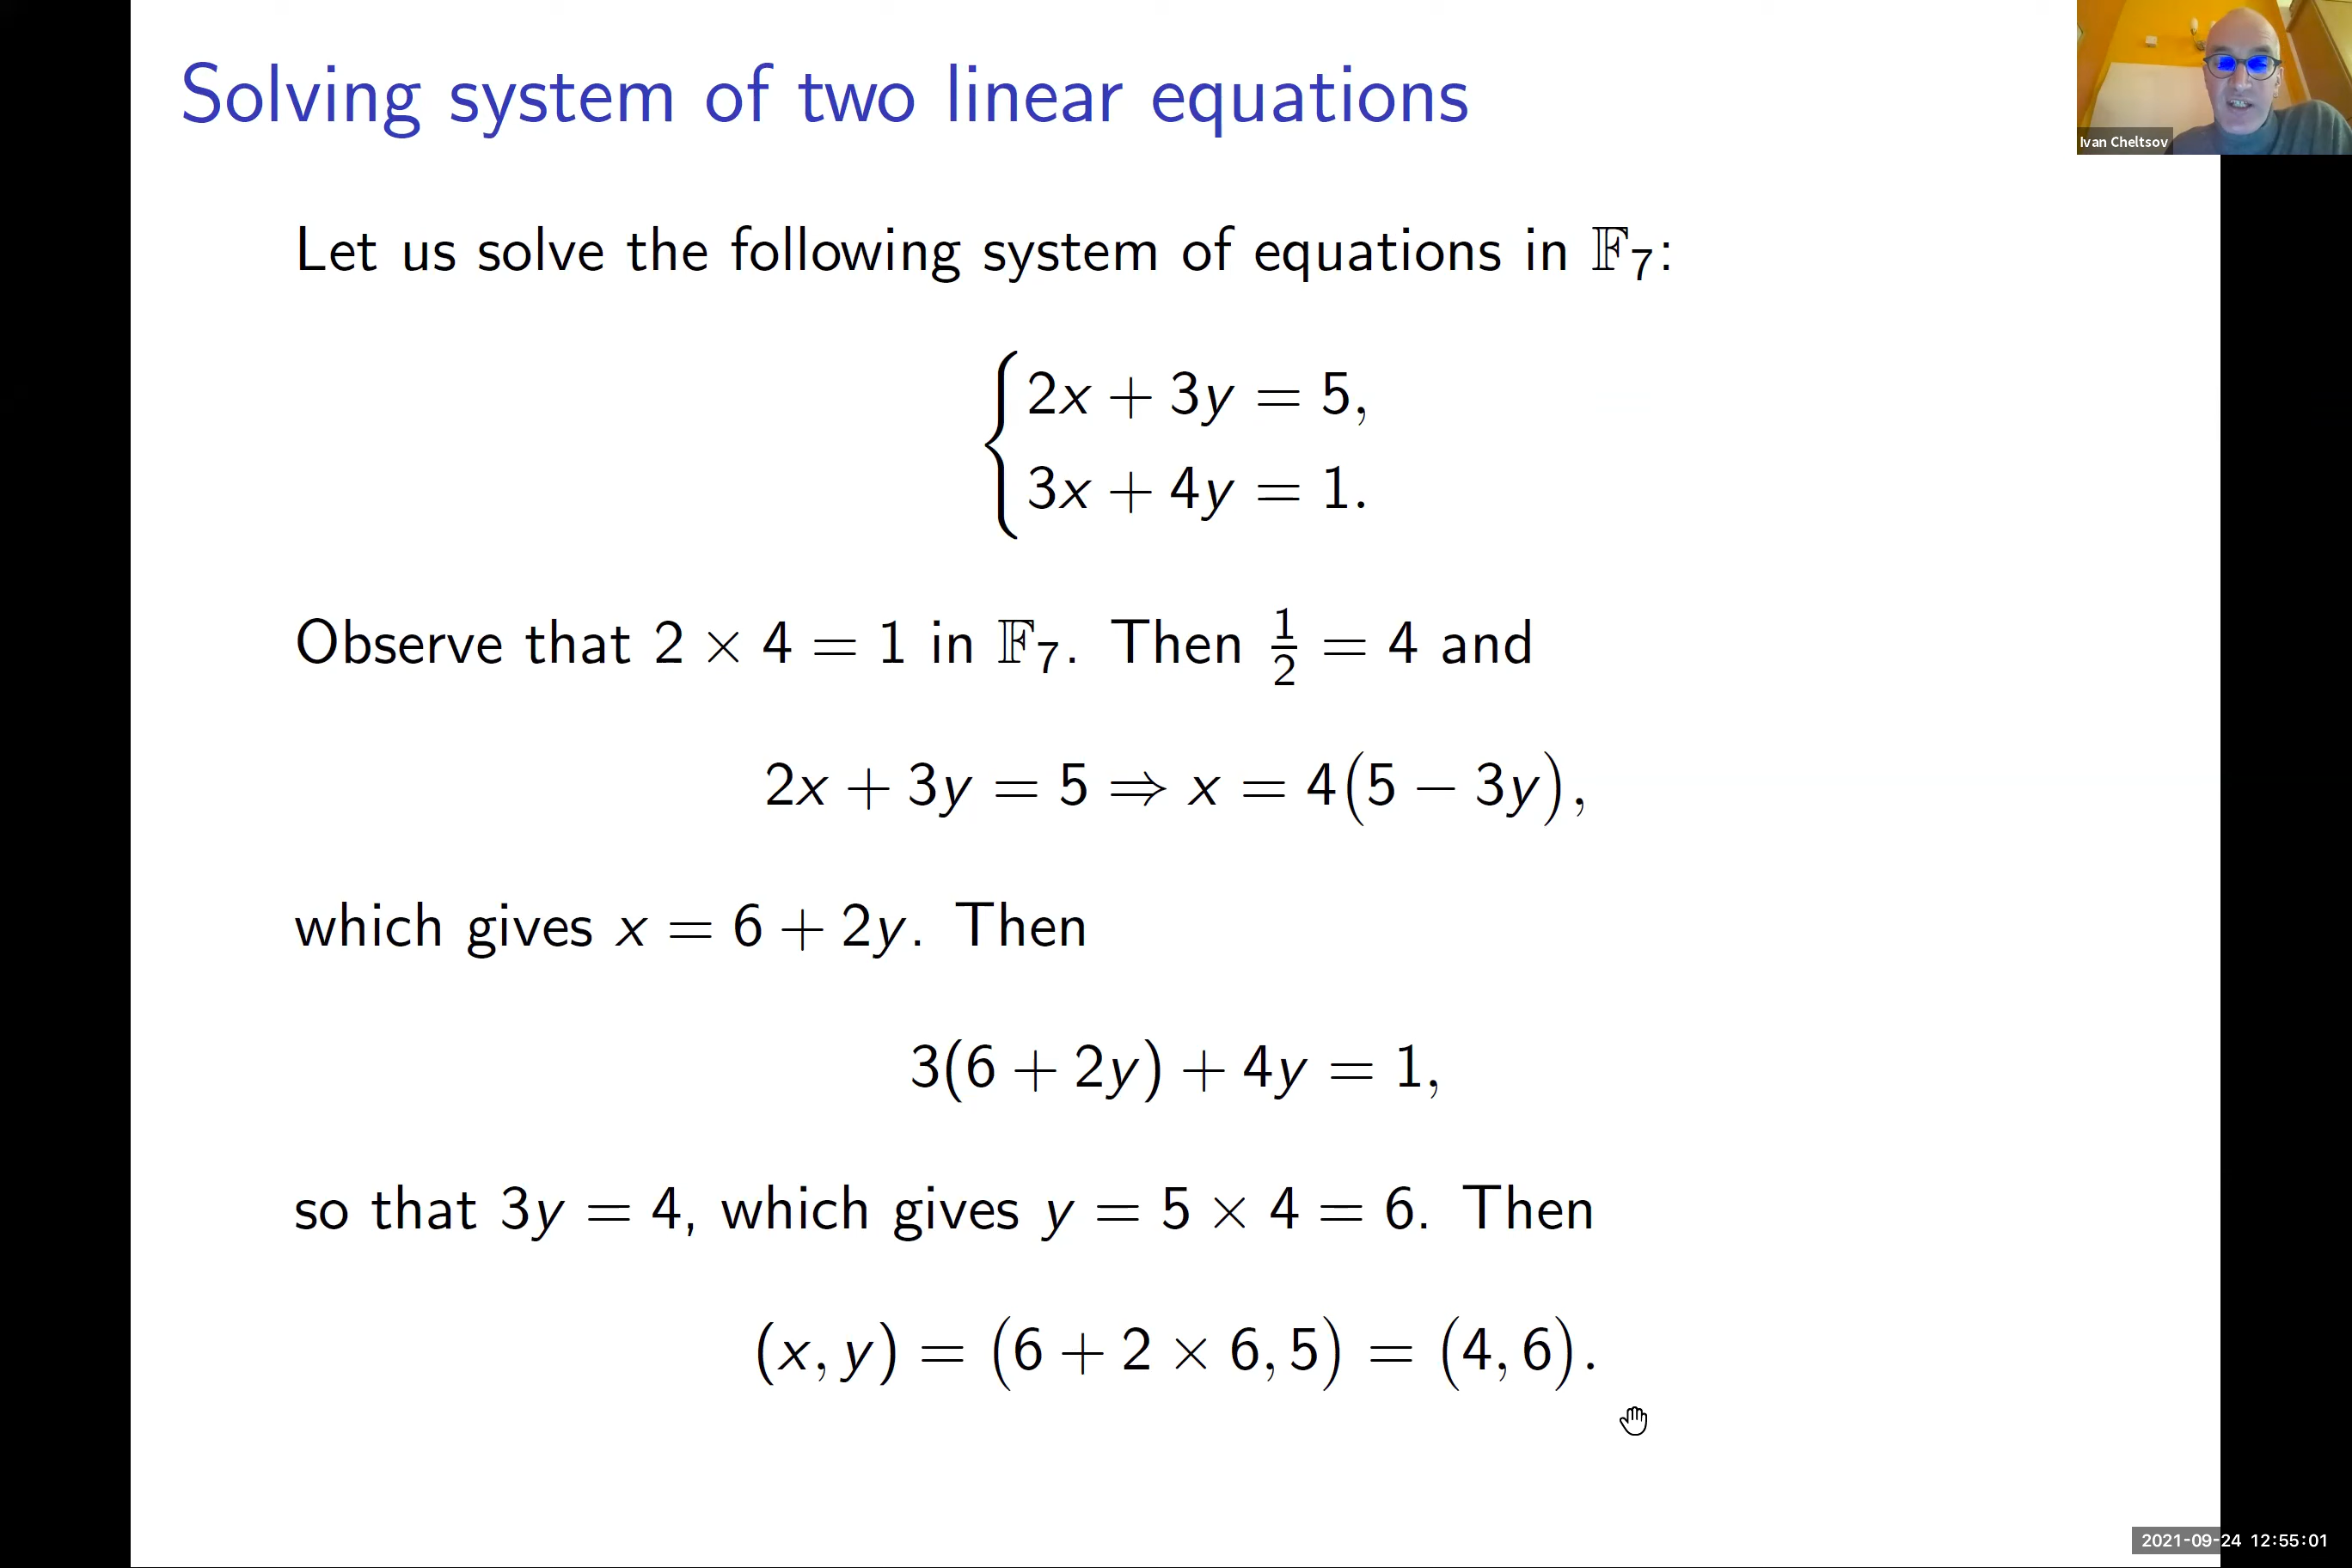 Solving system of two linear equations
Ivan Cheltsov
Let us solve the following system of equations in 𝔽₇:
2x + 3y = 5,
3x + 4y = 1.
Observe that 2 × 4 = 1 in 𝔽₇. Then 1/2 = 4 and
2x + 3y = 5 ⇒ x = 4(5 − 3y),
which gives x = 6 + 2y. Then
3(6 + 2y) + 4y = 1,
so that 3y = 4, which gives y = 5 × 4 = 6. Then
(x, y) = (6 + 2 × 6, 5) = (4, 6).
2021-09-24 12:55:01